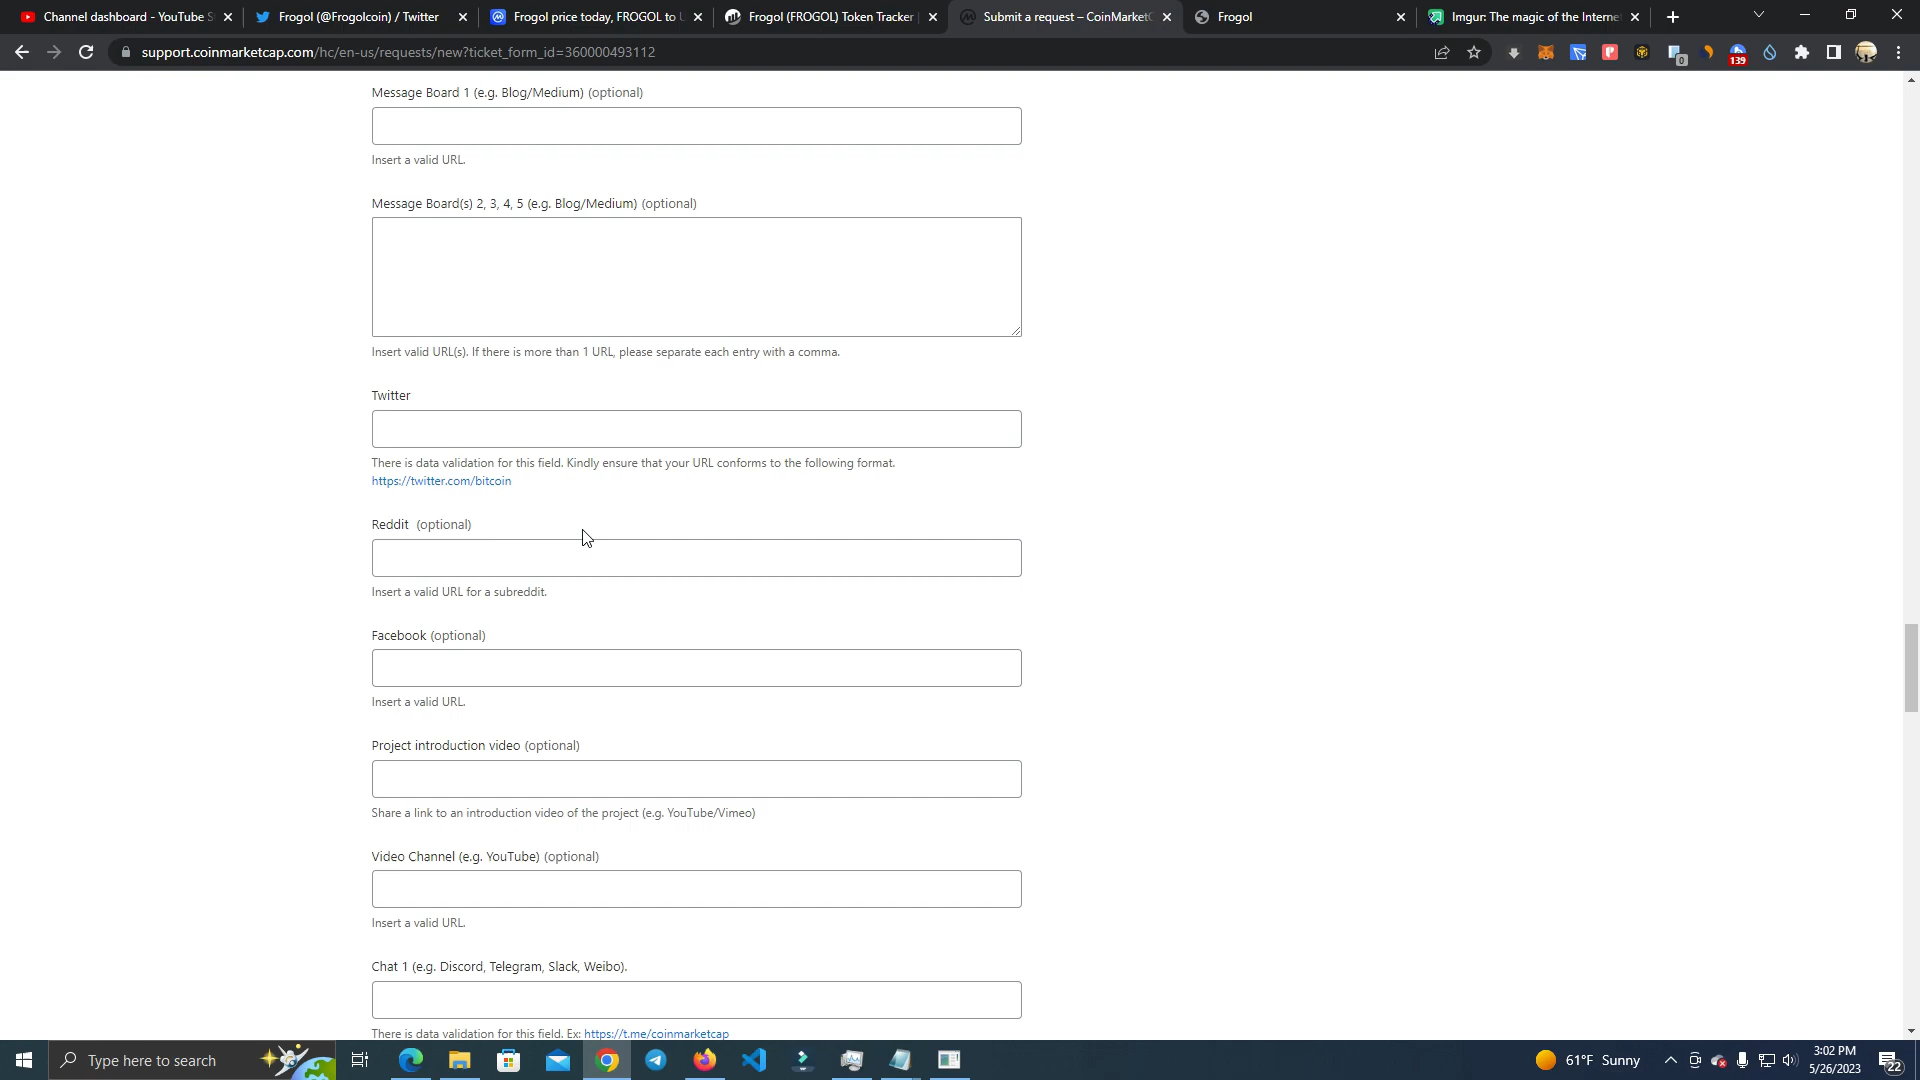 Channel dashboard - YouTube S
Frogol (@Frogolcoin) / Twitter
Frogol price today, FROGOL to U
Frogol (FROGOL) Token Tracker
Submit a request – CoinMarketC
Frogol
Imgur: The magic of the Interne
support.coinmarketcap.com/hc/en-us/requests/new?ticket_form_id=360000493112
0
139
Message Board 1 (e.g. Blog/Medium) (optional)
Insert a valid URL.
Message Board(s) 2, 3, 4, 5 (e.g. Blog/Medium) (optional)
Insert valid URL(s). If there is more than 1 URL, please separate each entry with a comma.
Twitter
There is data validation for this field. Kindly ensure that your URL conforms to the following format.
https://twitter.com/bitcoin
Reddit (optional)
Insert a valid URL for a subreddit.
Facebook (optional)
Insert a valid URL.
Project introduction video (optional)
Share a link to an introduction video of the project (e.g. YouTube/Vimeo)
Video Channel (e.g. YouTube) (optional)
Insert a valid URL.
Chat 1 (e.g. Discord, Telegram, Slack, Weibo).
There is data validation for this field. Ex: https://t.me/coinmarketcap
Type here to search
61°F Sunny
3:02 PM
5/26/2023
22